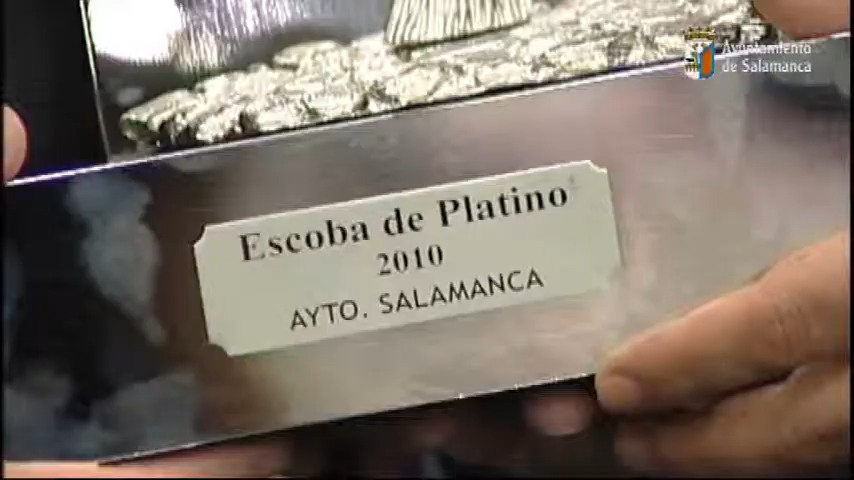 Ayuntamiento
de Salamanca
Escoba de Platino
2010
AYTO. SALAMANCA